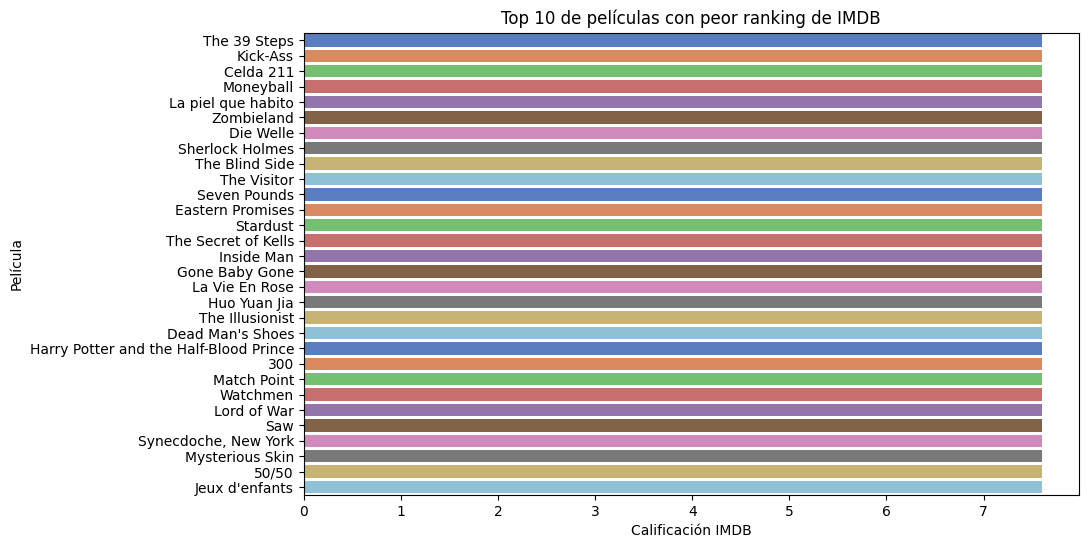 Top 10 de películas con peor ranking de IMDB
Película
The 39 Steps
Kick-Ass
Celda 211
Moneyball
La piel que habito
Zombieland
Die Welle
Sherlock Holmes
The Blind Side
The Visitor
Seven Pounds
Eastern Promises
Stardust
The Secret of Kells
Inside Man
Gone Baby Gone
La Vie En Rose
Huo Yuan Jia
The Illusionist
Dead Man's Shoes
Harry Potter and the Half-Blood Prince
300
Match Point
Watchmen
Lord of War
Saw
Synecdoche, New York
Mysterious Skin
50/50
Jeux d'enfants
0 1 2 3 4 5 6 7
Calificación IMDB